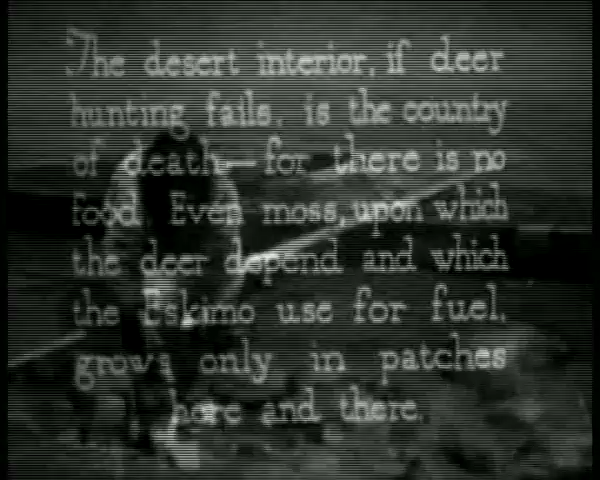 The desert interior, if deer
hunting fails, is the country
of death— for there is no
food. Even moss, upon which
the deer depend and which
the Eskimo use for fuel,
grows only in patches
here and there.